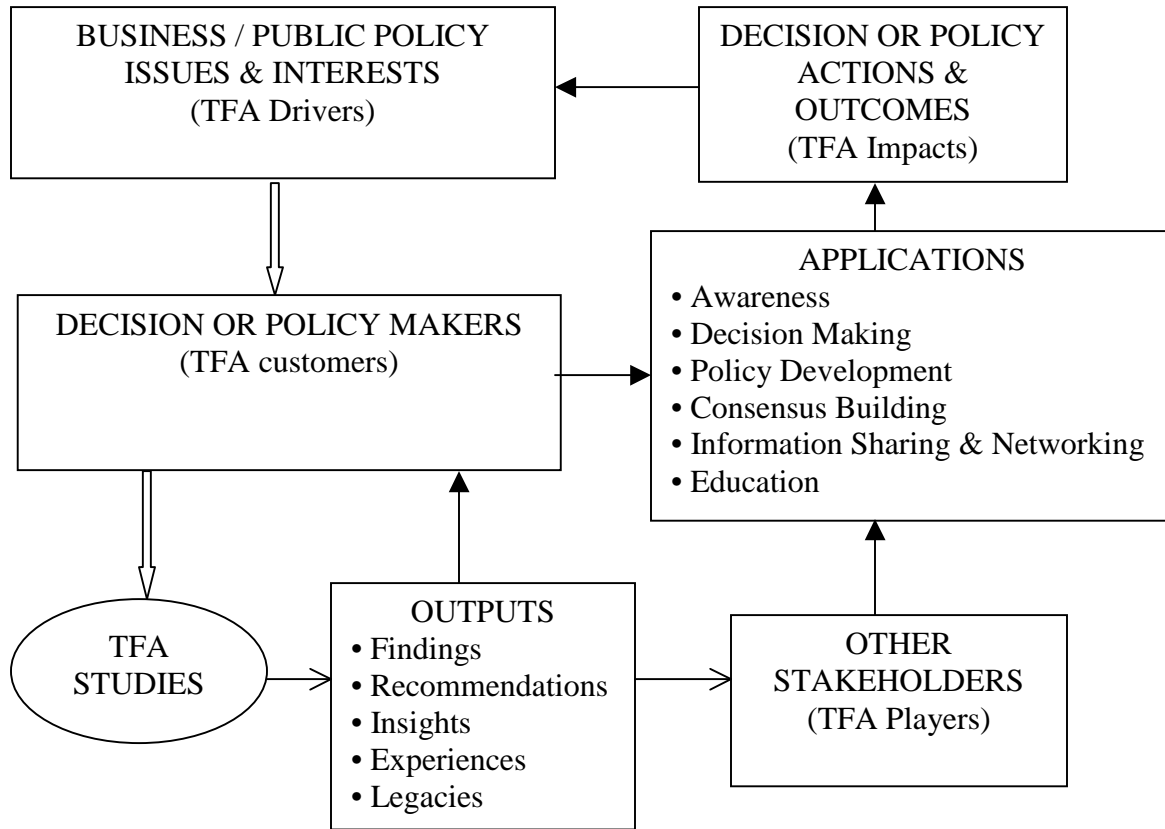 BUSINESS / PUBLIC POLICY
ISSUES & INTERESTS
(TFA Drivers)
DECISION OR POLICY
ACTIONS &
OUTCOMES
(TFA Impacts)
DECISION OR POLICY MAKERS
(TFA customers)
APPLICATIONS
• Awareness
• Decision Making
• Policy Development
• Consensus Building
• Information Sharing & Networking
• Education
TFA
STUDIES
OUTPUTS
• Findings
• Recommendations
• Insights
• Experiences
• Legacies
OTHER
STAKEHOLDERS
(TFA Players)